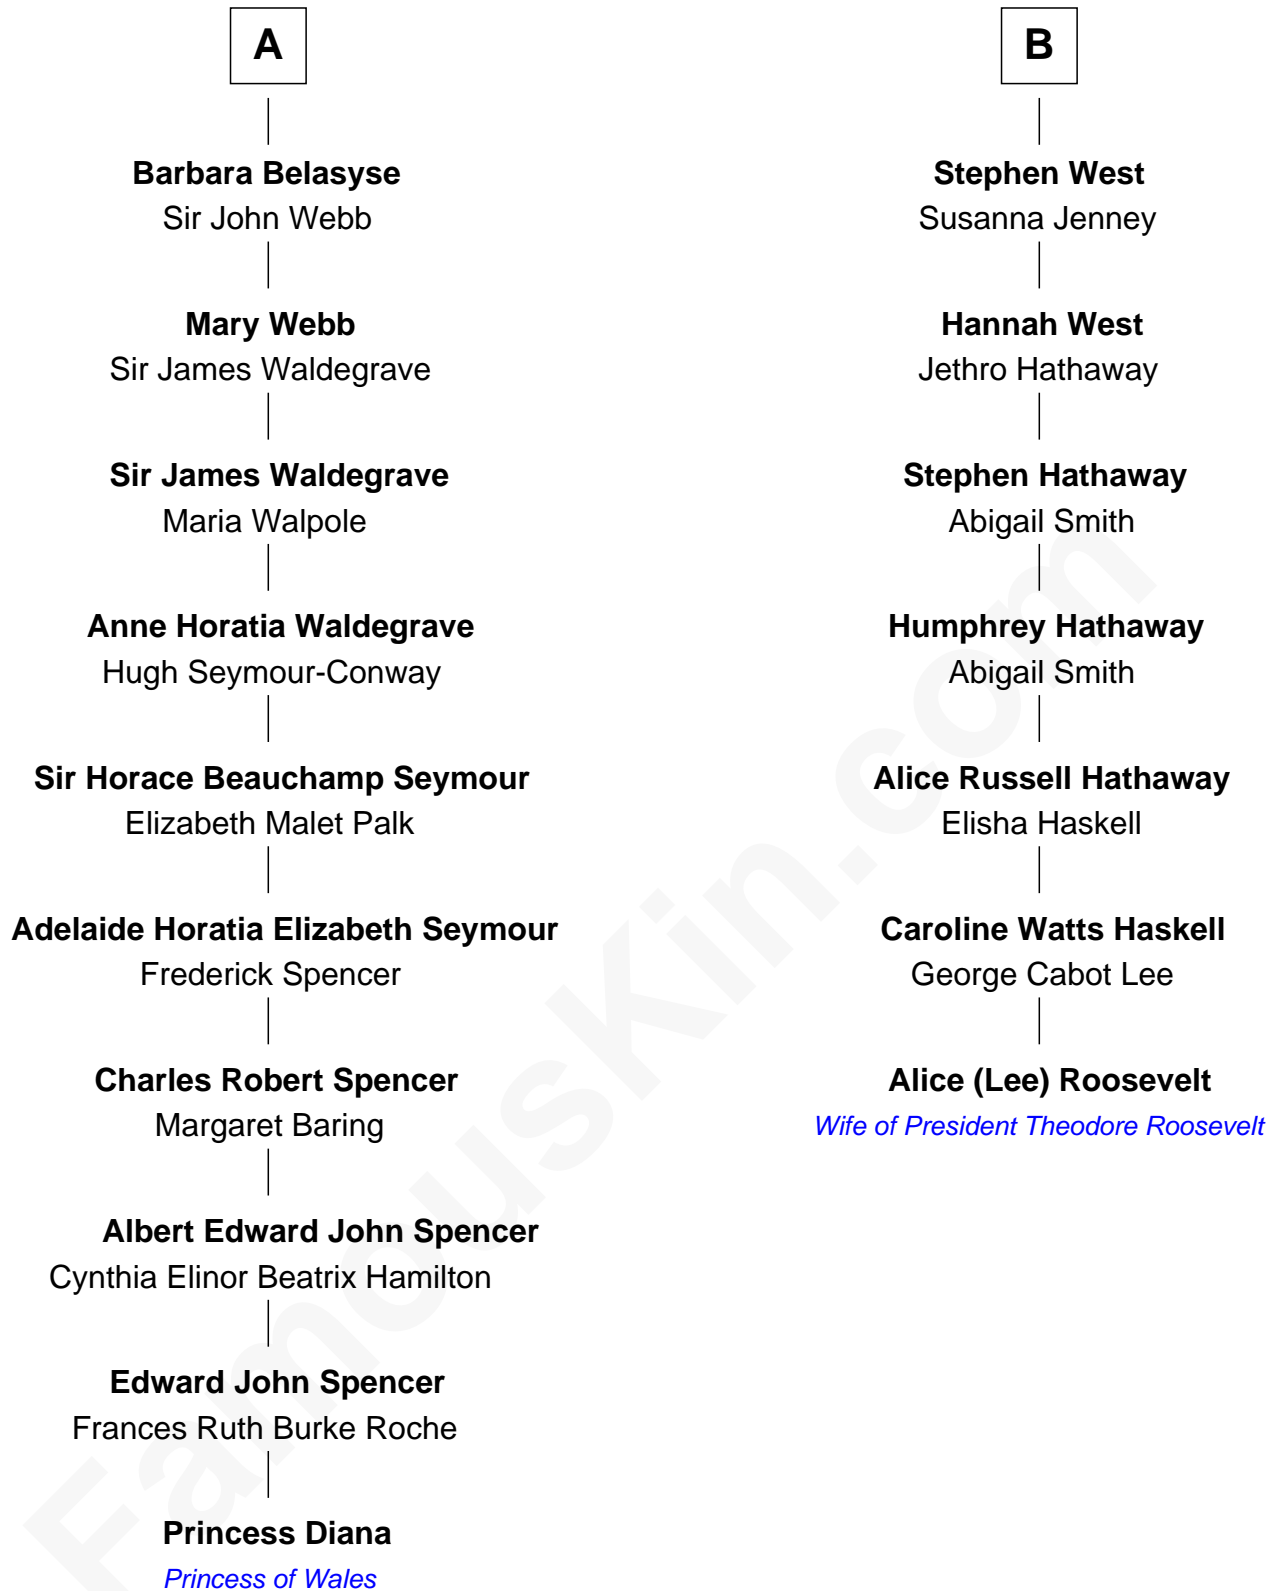 A
Barbara Belasyse
Sir John Webb
Mary Webb
Sir James Waldegrave
Sir James Waldegrave
Maria Walpole
Anne Horatia Waldegrave
Hugh Seymour-Conway
Sir Horace Beauchamp Seymour
Elizabeth Malet Palk
Adelaide Horatia Elizabeth Seymour
Frederick Spencer
Charles Robert Spencer
Margaret Baring
Albert Edward John Spencer
Cynthia Elinor Beatrix Hamilton
Edward John Spencer
Frances Ruth Burke Roche
Princess Diana
Princess of Wales
B
Stephen West
Susanna Jenney
Hannah West
Jethro Hathaway
Stephen Hathaway
Abigail Smith
Humphrey Hathaway
Abigail Smith
Alice Russell Hathaway
Elisha Haskell
Caroline Watts Haskell
George Cabot Lee
Alice (Lee) Roosevelt
Wife of President Theodore Roosevelt
FamousKin.com